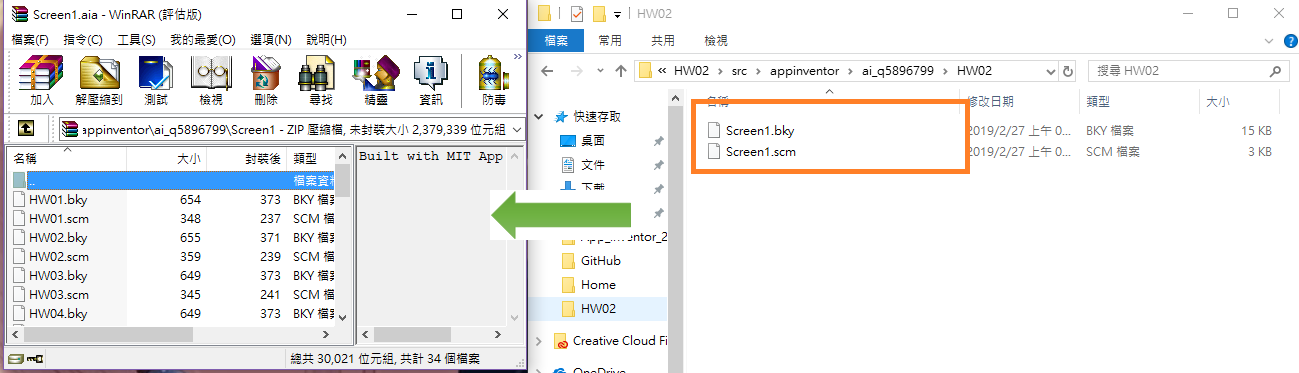 Screen1.aia - WinRAR (評估版)
檔案(F) 指令(C) 工具(S) 我的最愛(O) 選項(N) 說明(H)
加入 解壓縮到 測試 檢視 刪除 尋找 精靈 資訊 防毒
appinventor\ai_q5896799\Screen1 - ZIP 壓縮檔, 未封裝大小 2,379,339 位元組
名稱 大小 封裝後 類型
.. 檔案資料
HW01.bky 654 373 BKY 檔案
HW01.scm 348 237 SCM 檔
HW02.bky 655 371 BKY 檔案
HW02.scm 359 239 SCM 檔
HW03.bky 649 373 BKY 檔案
HW03.scm 345 241 SCM 檔
HW04.bky 649 373 BKY 檔案
Built with MIT App
總共 30,021 位元組, 共計 34 個檔案
HW02
檔案 常用 共用 檢視
« HW02 › src › appinventor › ai_q5896799 › HW02
搜尋 HW02
快速存取
桌面
文件
下載
App_inventor_2
GitHub
Home
HW02
Creative Cloud Fi
OneDrive
名稱 修改日期 類型 大小
Screen1.bky 2019/2/27 上午 0... BKY 檔案 15 KB
Screen1.scm 2019/2/27 上午 0... SCM 檔案 3 KB